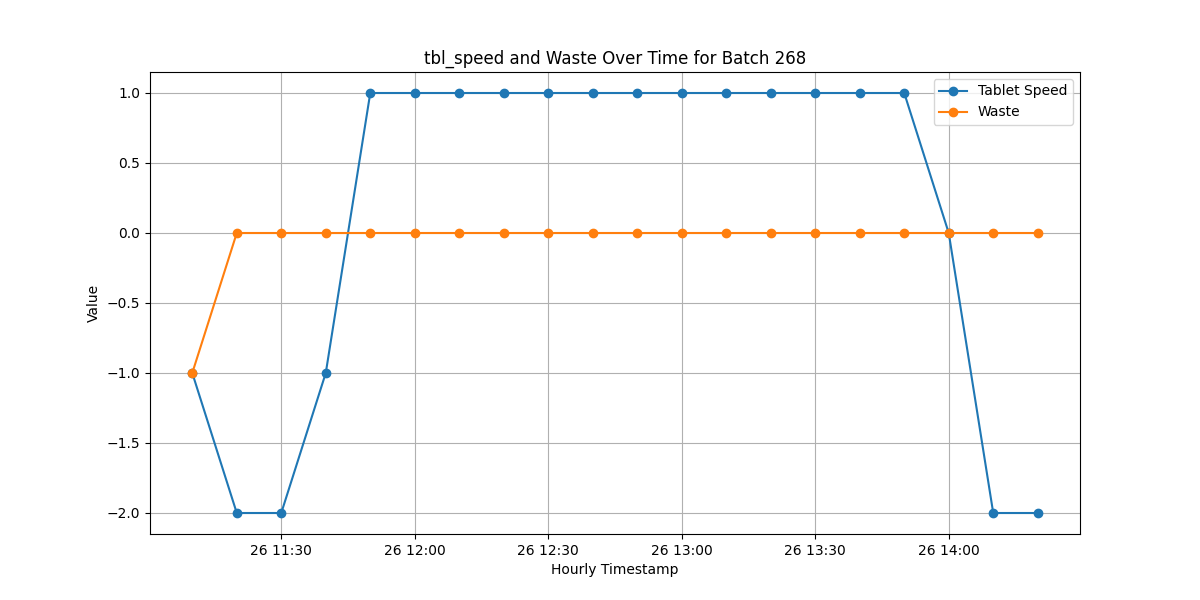 tbl_speed and Waste Over Time for Batch 268
Tablet Speed
Waste
1.0
0.5
0.0
−0.5
−1.0
−1.5
−2.0
Value
26 11:30 26 12:00 26 12:30 26 13:00 26 13:30 26 14:00
Hourly Timestamp